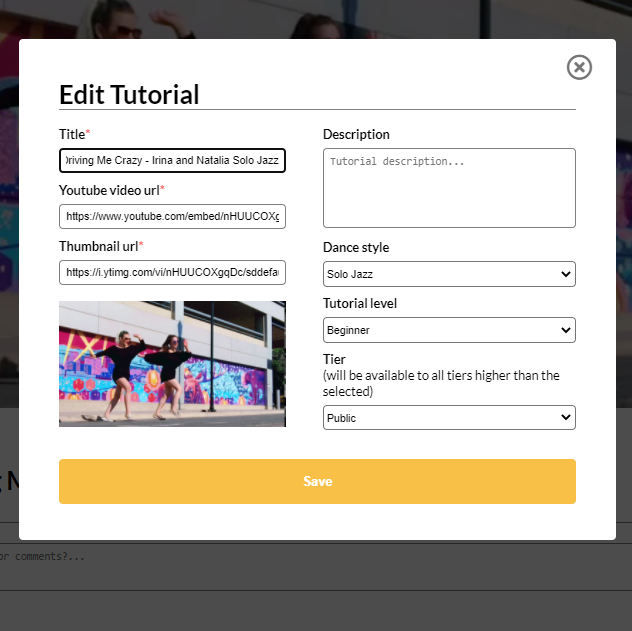 Edit Tutorial
Title*
Driving Me Crazy - Irina and Natalia Solo Jazz
Youtube video url*
https://www.youtube.com/embed/nHUUCOXg
Thumbnail url*
https://i.ytimg.com/vi/nHUUCOXgqDc/sddefau
Description
Tutorial description...
Dance style
Solo Jazz
Tutorial level
Beginner
Tier
(will be available to all tiers higher than the
selected)
Public
Save
or comments?...